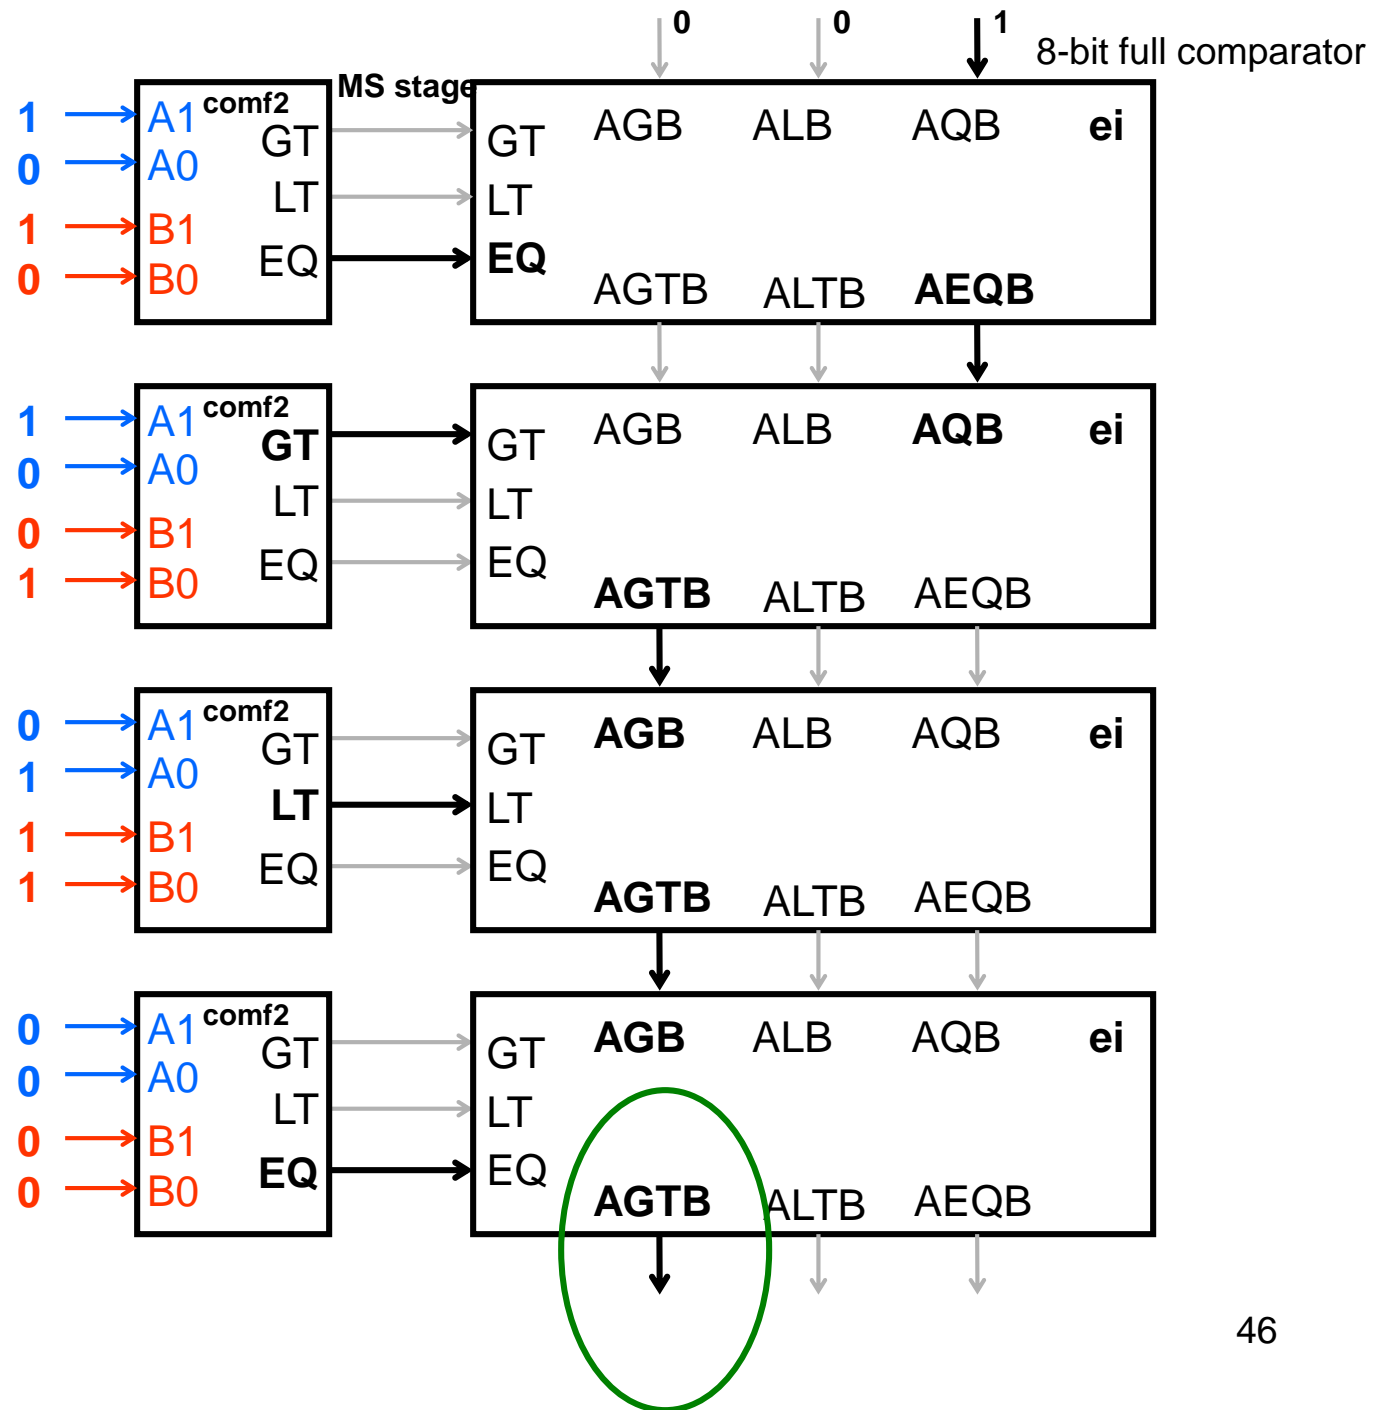 0 0 1
8-bit full comparator
MS stage
1 A1 comf2 GT GT AGB ALB AQB ei
0 A0
LT LT
1 B1
EQ EQ
0 B0 AGTB ALTB AEQB
1 A1 comf2 GT GT AGB ALB AQB ei
0 A0
LT LT
0 B1
EQ EQ
1 B0 AGTB ALTB AEQB
0 A1 comf2 GT GT AGB ALB AQB ei
1 A0
LT LT
1 B1
EQ EQ
1 B0 AGTB ALTB AEQB
0 A1 comf2 GT GT AGB ALB AQB ei
0 A0
LT LT
0 B1
EQ EQ
0 B0 AGTB ALTB AEQB
46